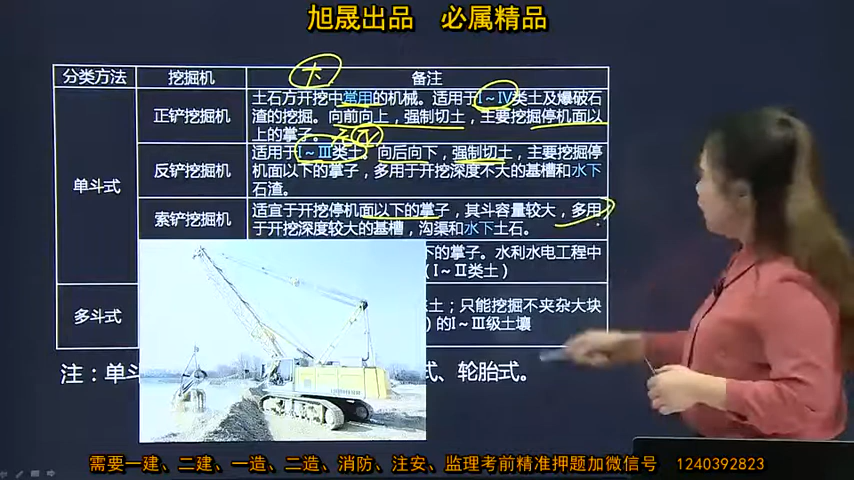 旭晟出品 必属精品
分类方法 挖掘机 备注
大
单斗式
正铲挖掘机
土石方开挖中常用的机械。适用于Ⅰ～Ⅳ类土及爆破石
渣的挖掘。向前向上，强制切土，主要挖掘停机面以
上的掌子。
Ⅳ
反铲挖掘机
适用于Ⅰ～Ⅲ类土。向后向下，强制切土，主要挖掘停
机面以下的掌子，多用于开挖深度不大的基槽和水下
石渣。
索铲挖掘机
适宜于开挖停机面以下的掌子，其斗容量较大，多用
于开挖深度较大的基槽，沟渠和水下土石。
下的掌子。水利水电工程中
（Ⅰ～Ⅱ类土）
多斗式
土；只能挖掘不夹杂大块
）的Ⅰ～Ⅲ级土壤
注：单斗
式、轮胎式。
需要一建、二建、一造、二造、消防、注安、监理考前精准押题加微信号 1240392823